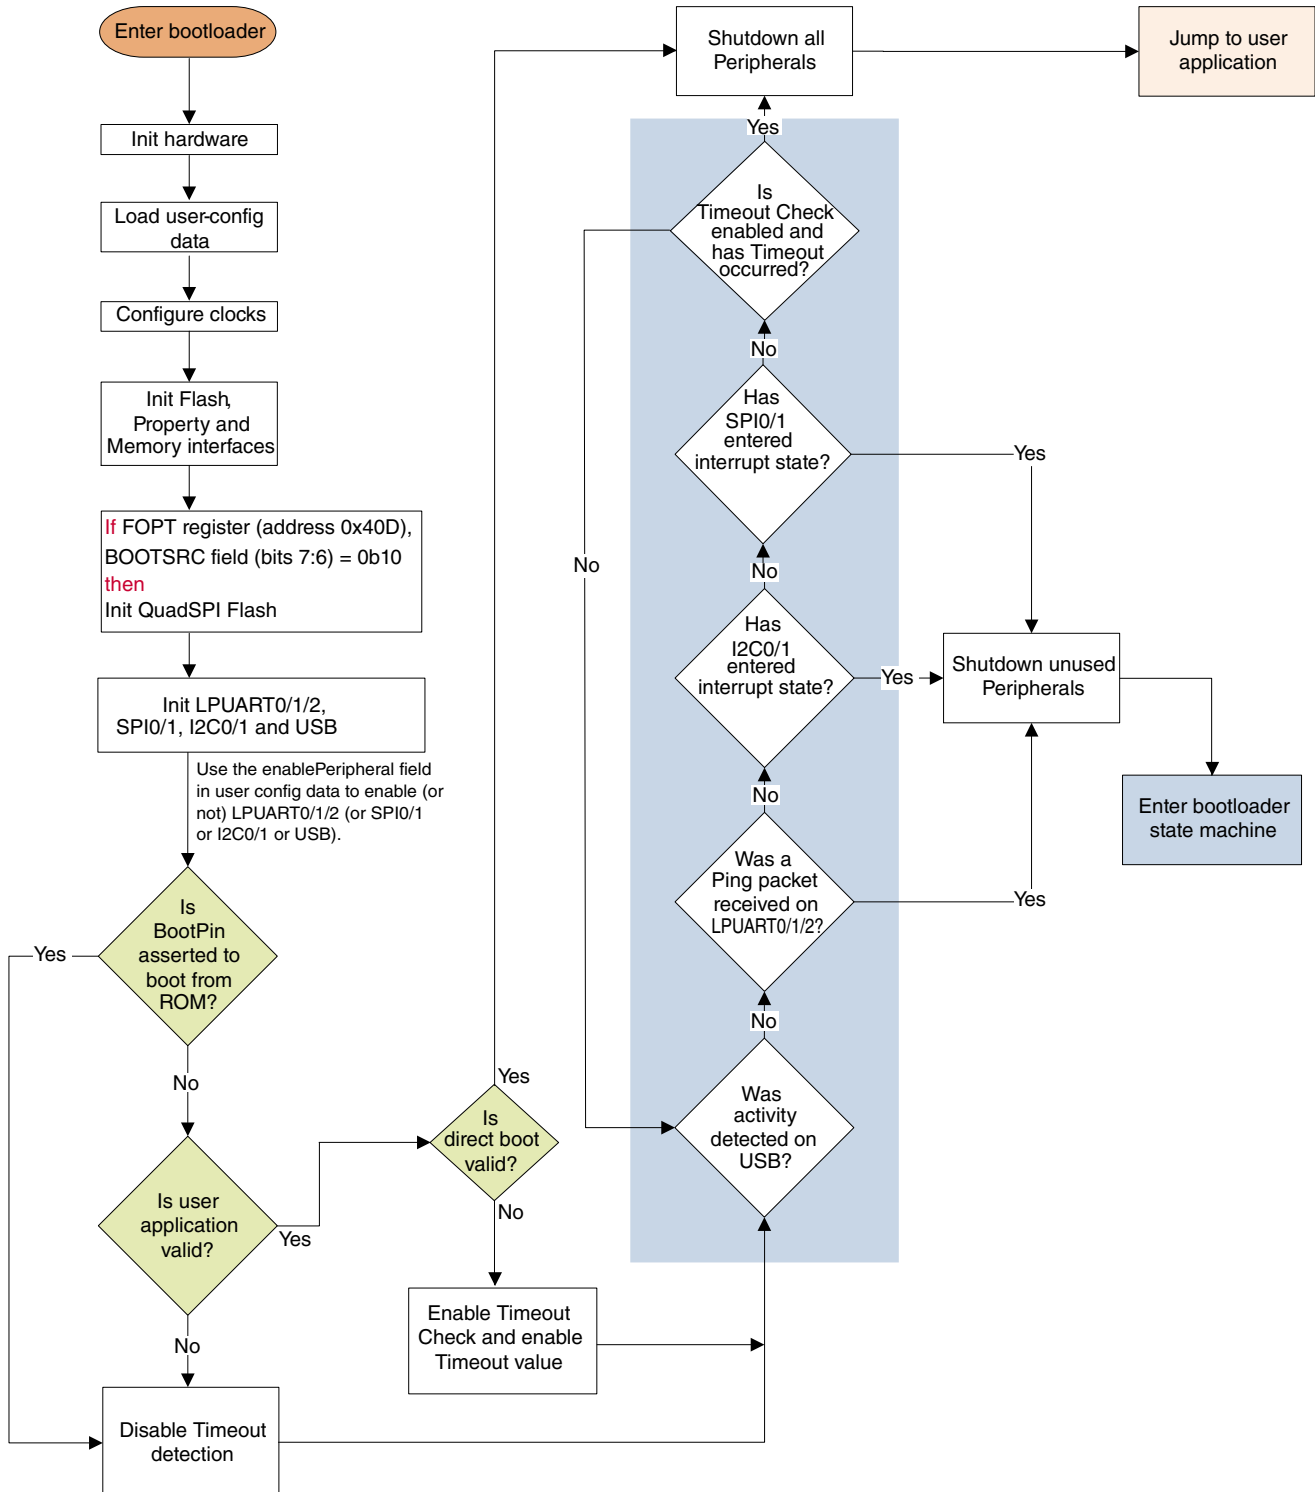 Enter bootloader
Init hardware
Load user-config
data
Configure clocks
Init Flash,
Property and
Memory interfaces
If FOPT register (address 0x40D),
BOOTSRC field (bits 7:6) = 0b10
then
Init QuadSPI Flash
Init LPUART0/1/2,
SPI0/1, I2C0/1 and USB
Use the enablePeripheral field
in user config data to enable (or
not) LPUART0/1/2 (or SPI0/1
or I2C0/1 or USB).
Is
BootPin
asserted to
boot from
ROM?
Yes
No
Is user
application
valid?
Yes
No
Disable Timeout
detection
Is
direct boot
valid?
Yes
No
Enable Timeout
Check and enable
Timeout value
Shutdown all
Peripherals
Jump to user
application
Yes
Is
Timeout Check
enabled and
has Timeout
occurred?
No
No
Has
SPI0/1
entered
interrupt state?
Yes
No
Has
I2C0/1
entered
interrupt state?
Yes
Shutdown unused
Peripherals
Enter bootloader
state machine
No
Was a
Ping packet
received on
LPUART0/1/2?
Yes
No
Was
activity
detected on
USB?